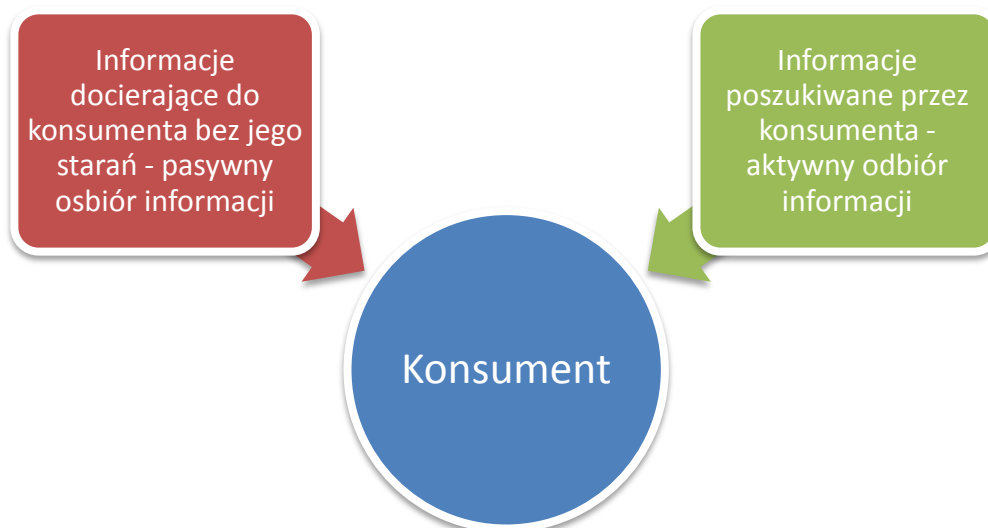 Informacje
docierające do
konsumenta bez jego
starań - pasywny
osbiór informacji
Informacje
poszukiwane przez
konsumenta -
aktywny odbiór
informacji
Konsument